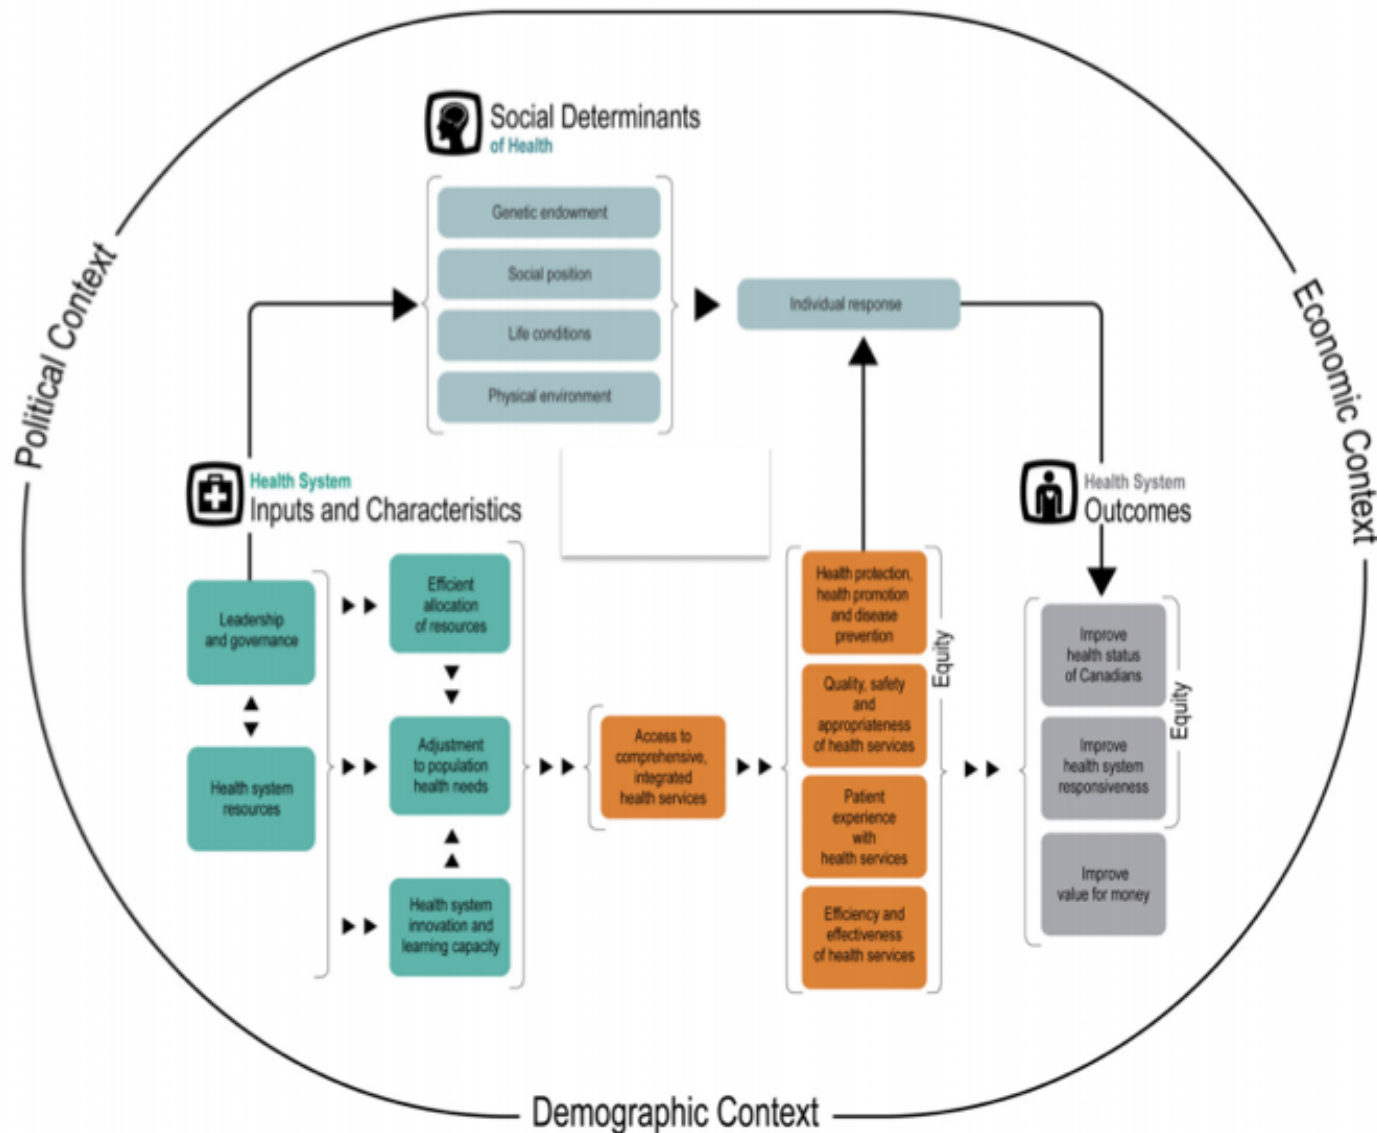 Social Determinants
of Health
Genetic endowment
Social position
Life conditions
Physical environment
Individual response
Political Context
Economic Context
Health System
Inputs and Characteristics
Leadership
and governance
Health system
resources
Efficient
allocation
of resources
Adjustment
to population
health needs
Health system
innovation and
learning capacity
Access to
comprehensive,
integrated
health services
Health protection,
health promotion
and disease
prevention
Quality, safety
and
appropriateness
of health services
Patient
experience
with
health services
Efficiency and
effectiveness
of health services
Equity
Health System
Outcomes
Improve
health status
of Canadians
Improve
health system
responsiveness
Improve
value for money
Equity
Demographic Context